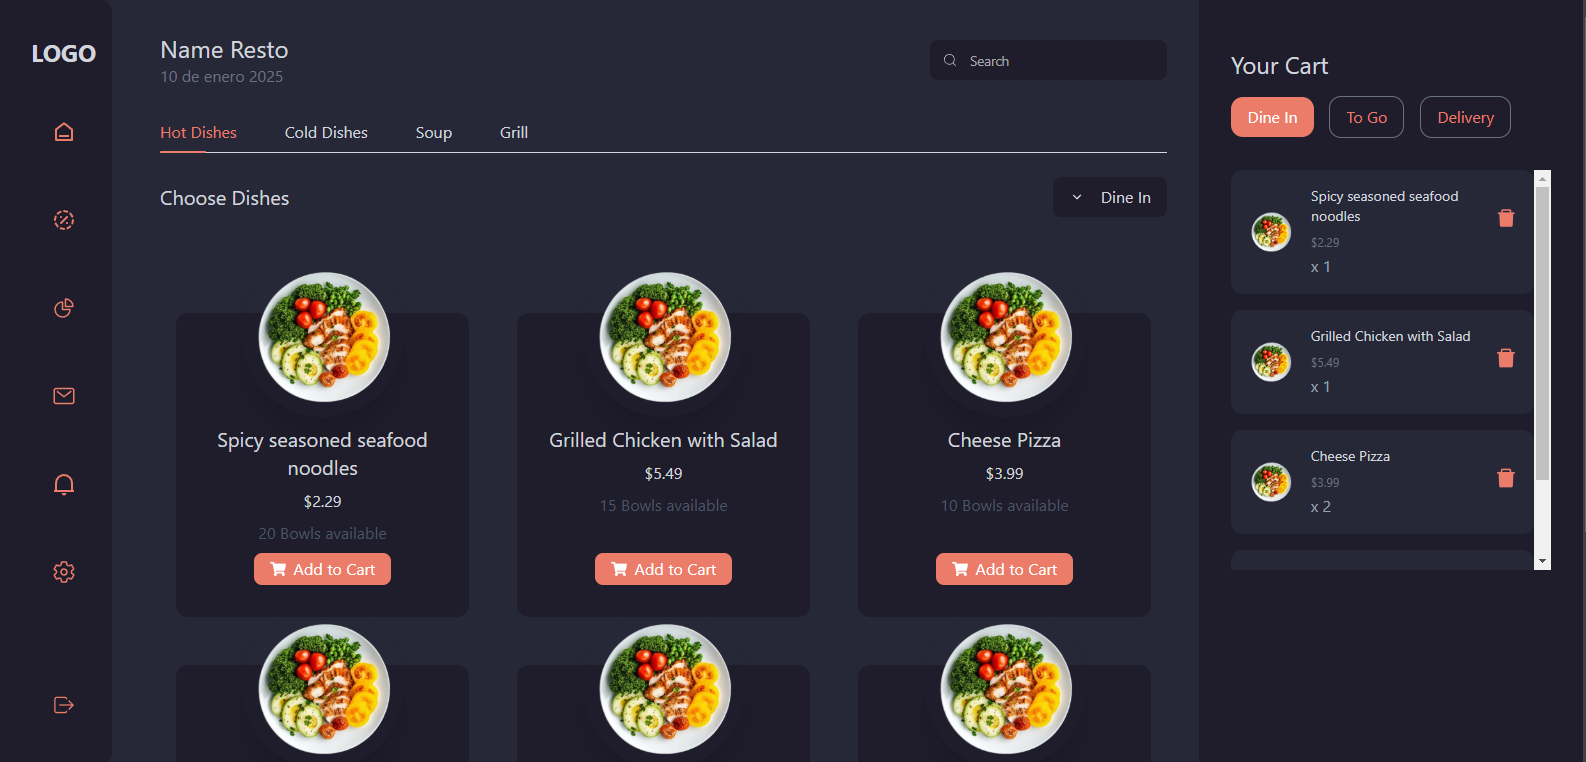 LOGO
Name Resto
10 de enero 2025
Search
Hot Dishes
Cold Dishes
Soup
Grill
Choose Dishes
Dine In
Spicy seasoned seafood
noodles
$2.29
20 Bowls available
Add to Cart
Grilled Chicken with Salad
$5.49
15 Bowls available
Add to Cart
Cheese Pizza
$3.99
10 Bowls available
Add to Cart
Your Cart
Dine In
To Go
Delivery
Spicy seasoned seafood
noodles
$2.29
x 1
Grilled Chicken with Salad
$5.49
x 1
Cheese Pizza
$3.99
x 2